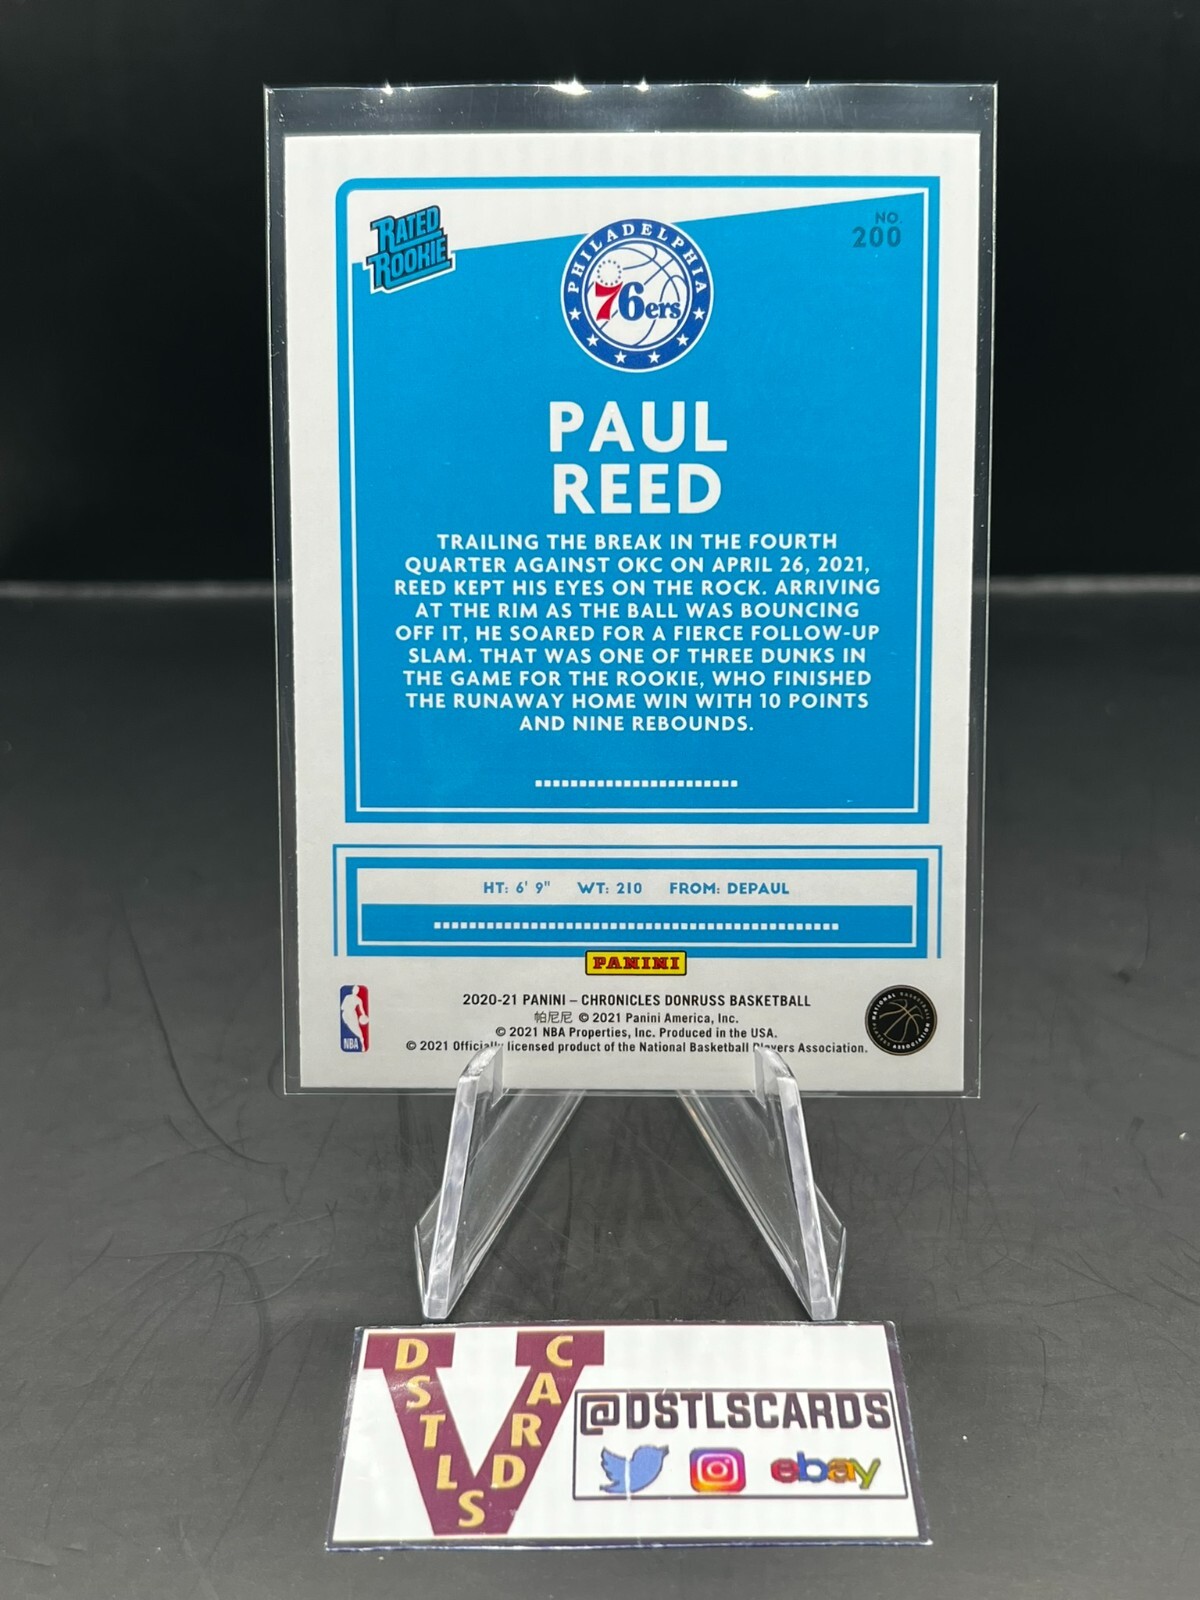 RATED
ROOKIE
NO.
200
PHILADELPHIA
76ers
PAUL
REED
TRAILING THE BREAK IN THE FOURTH
QUARTER AGAINST OKC ON APRIL 26, 2021,
REED KEPT HIS EYES ON THE ROCK. ARRIVING
AT THE RIM AS THE BALL WAS BOUNCING
OFF IT, HE SOARED FOR A FIERCE FOLLOW-UP
SLAM. THAT WAS ONE OF THREE DUNKS IN
THE GAME FOR THE ROOKIE, WHO FINISHED
THE RUNAWAY HOME WIN WITH 10 POINTS
AND NINE REBOUNDS.
HT: 6' 9" WT: 210 FROM: DEPAUL
PANINI
2020-21 PANINI – CHRONICLES DONRUSS BASKETBALL
帕尼尼 © 2021 Panini America, Inc.
© 2021 NBA Properties, Inc. Produced in the USA.
© 2021 Officially licensed product of the National Basketball Players Association.
NBA
NATIONAL BASKETBALL PLAYERS ASSOCIATION
DSTLS
CARDS
@DSTLSCARDS
ebay